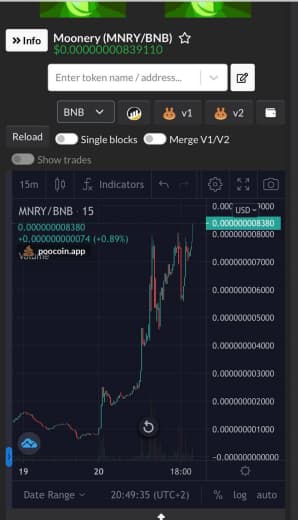 Info
Moonery (MNRY/BNB)
$0.00000000839110
Enter token name / address...
BNB
v1
v2
Reload
Single blocks
Merge V1/V2
Show trades
15m
Indicators
MNRY/BNB · 15
USD
0.000000008380
0.000000008380
+0.00000000074 (+0.89%)
0.000000008000
poocoin.app
Volume
0.000000007000
0.000000006000
0.000000005000
0.000000004000
0.000000003000
0.000000002000
0.000000001000
-0.00000000000
19
20
18:00
Date Range
20:49:35 (UTC+2)
%
log
auto